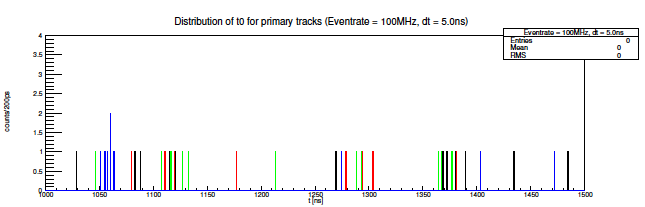 Distribution of t0 for primary tracks (Eventrate = 100MHz, dt = 5.0ns)
Eventrate = 100MHz, dt = 5.0ns
Entries 0
Mean 0
RMS 0
counts/200ps
4
3.5
3
2.5
2
1.5
1
0.5
0
1000 1050 1100 1150 1200 1250 1300 1350 1400 1450 1500
t [ns]